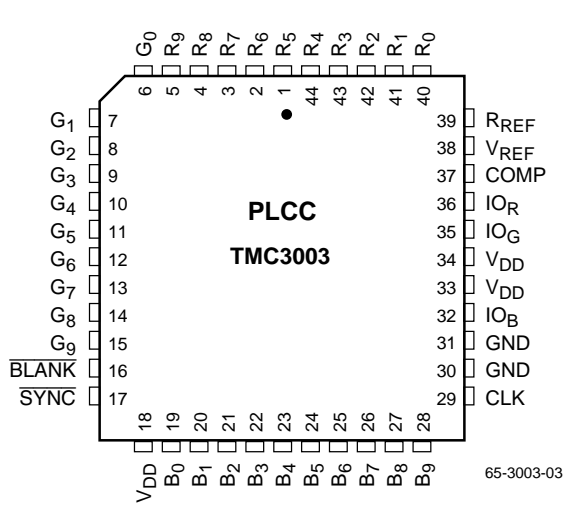 G0 R9 R8 R7 R6 R5 R4 R3 R2 R1 R0
6 5 4 3 2 1 44 43 42 41 40
G1 7
G2 8
G3 9
G4 10
G5 11
G6 12
G7 13
G8 14
G9 15
BLANK 16
SYNC 17
PLCC
TMC3003
39 RREF
38 VREF
37 COMP
36 IOR
35 IOG
34 VDD
33 VDD
32 IOB
31 GND
30 GND
29 CLK
18 19 20 21 22 23 24 25 26 27 28
VDD B0 B1 B2 B3 B4 B5 B6 B7 B8 B9
65-3003-03